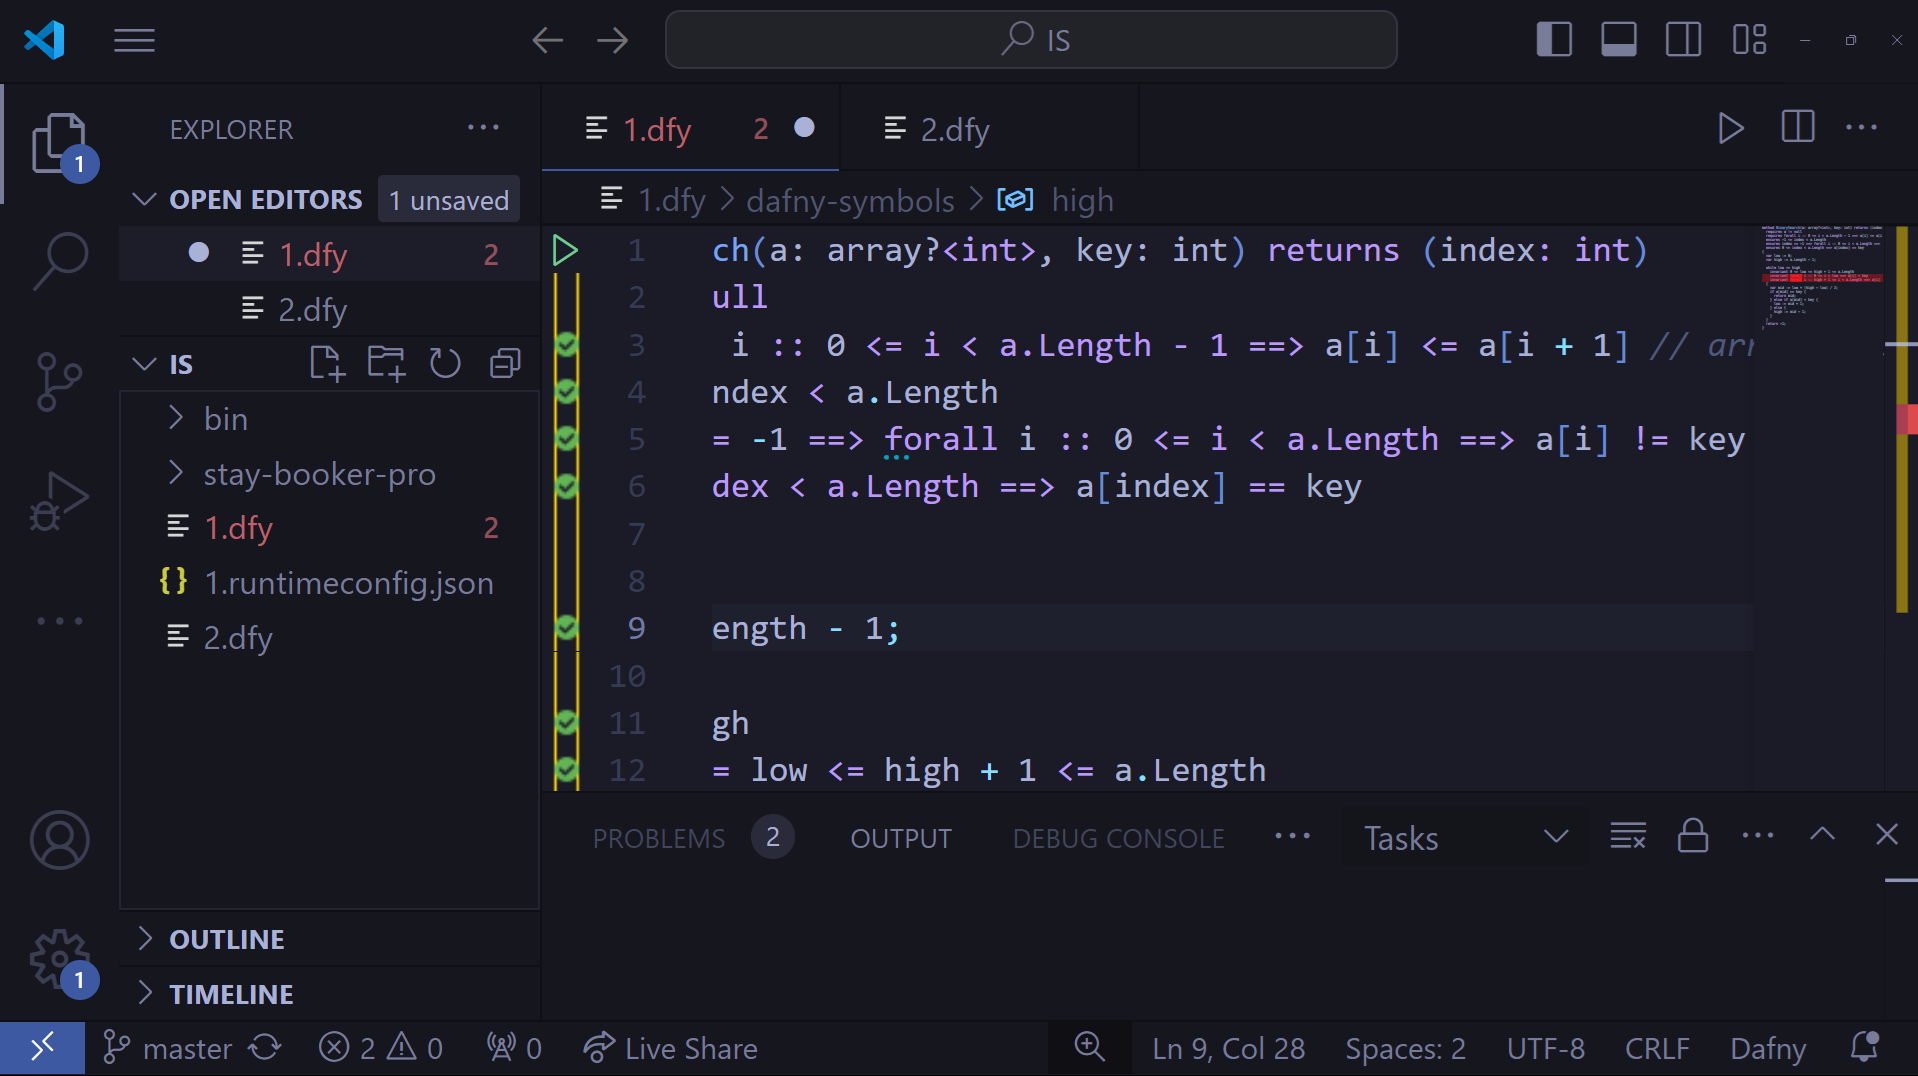 IS
EXPLORER
1
OPEN EDITORS 1 unsaved
1.dfy 2
2.dfy
IS
bin
stay-booker-pro
1.dfy 2
{} 1.runtimeconfig.json
2.dfy
OUTLINE
TIMELINE
1
1.dfy 2
2.dfy
1.dfy > dafny-symbols > high
1 ch(a: array?<int>, key: int) returns (index: int)
2 ull
3 i :: 0 <= i < a.Length - 1 ==> a[i] <= a[i + 1] // arr
4 ndex < a.Length
5 = -1 ==> forall i :: 0 <= i < a.Length ==> a[i] != key
6 dex < a.Length ==> a[index] == key
7
8
9 ength - 1;
10
11 gh
12 = low <= high + 1 <= a.Length
PROBLEMS 2 OUTPUT DEBUG CONSOLE Tasks
master 2 0 0 Live Share Ln 9, Col 28 Spaces: 2 UTF-8 CRLF Dafny